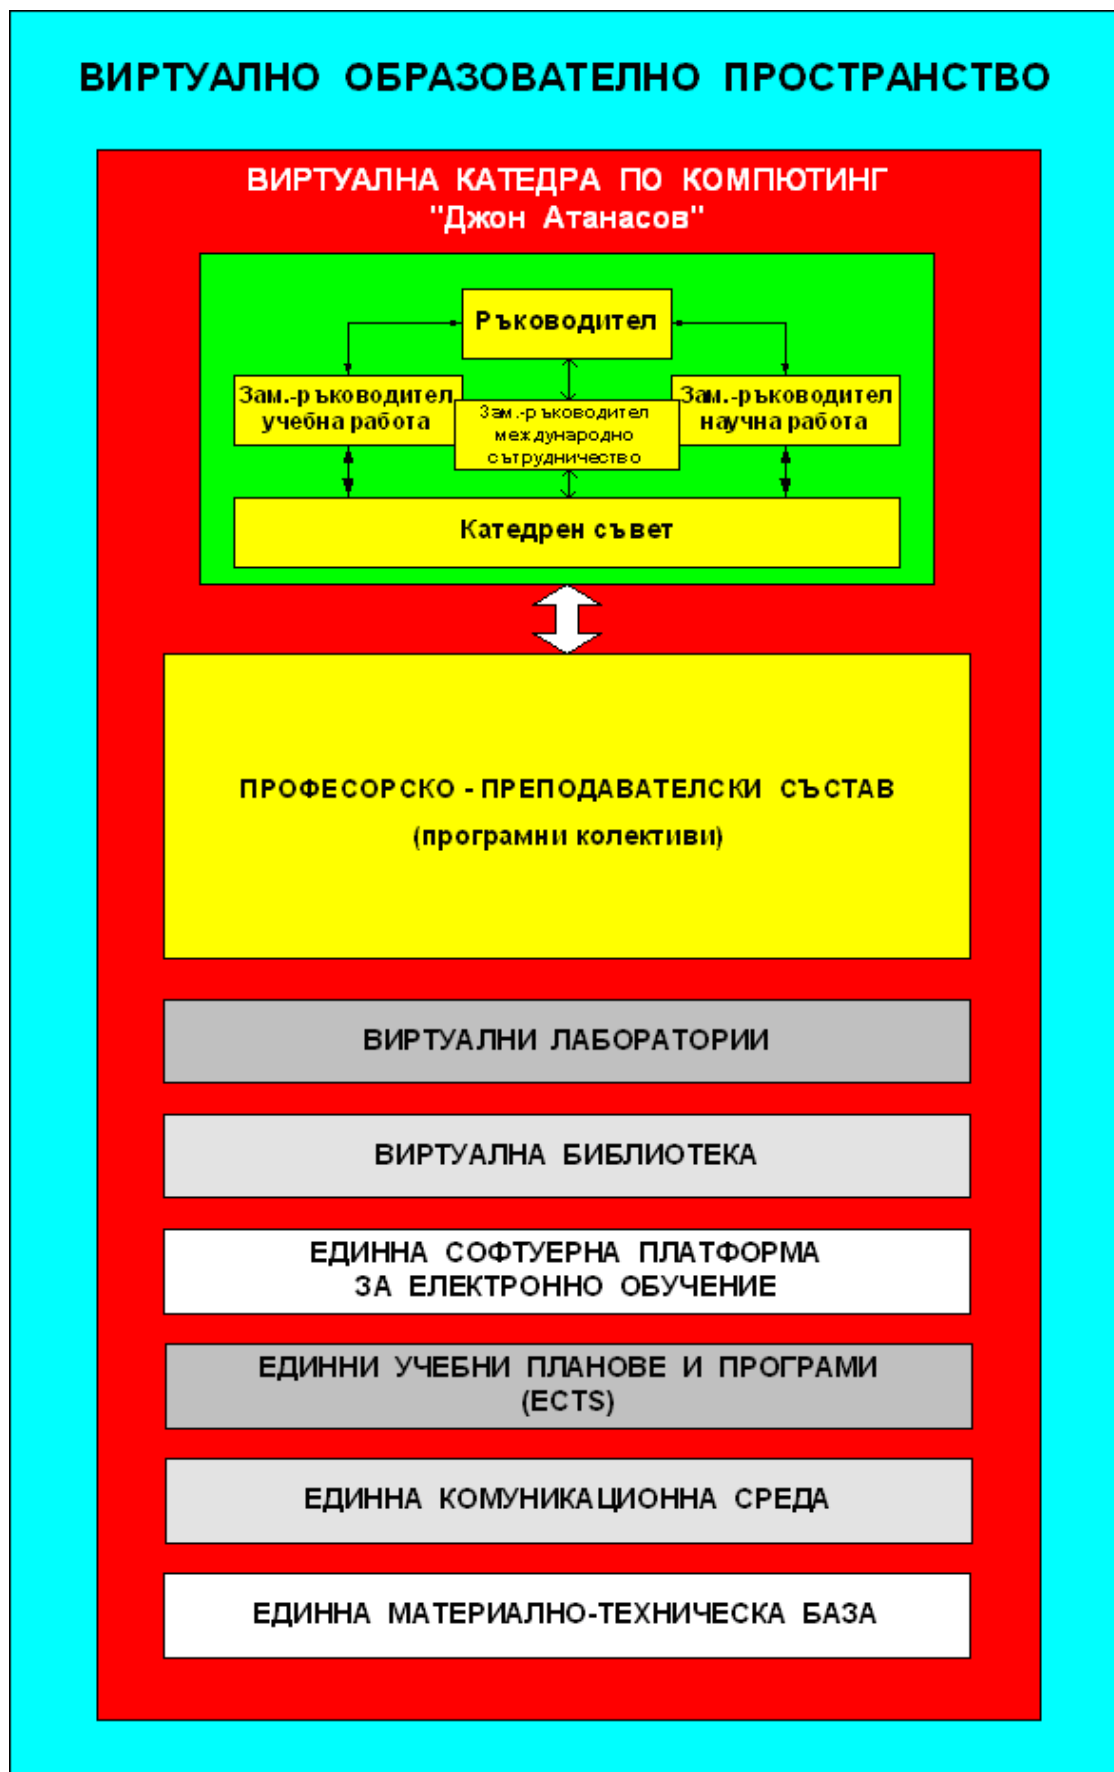 ВИРТУАЛНО ОБРАЗОВАТЕЛНО ПРОСТРАНСТВО
ВИРТУАЛНА КАТЕДРА ПО КОМПЮТИНГ
"Джон Атанасов"
Ръководител
Зам.-ръководител
учебна работа
Зам.-ръководител
международно
сътрудничество
Зам.-ръководител
научна работа
Катедрен съвет
ПРОФЕСОРСКО - ПРЕПОДАВАТЕЛСКИ СЪСТАВ
(програмни колективи)
ВИРТУАЛНИ ЛАБОРАТОРИИ
ВИРТУАЛНА БИБЛИОТЕКА
ЕДИННА СОФТУЕРНА ПЛАТФОРМА
ЗА ЕЛЕКТРОННО ОБУЧЕНИЕ
ЕДИННИ УЧЕБНИ ПЛАНОВЕ И ПРОГРАМИ
(ECTS)
ЕДИННА КОМУНИКАЦИОННА СРЕДА
ЕДИННА МАТЕРИАЛНО-ТЕХНИЧЕСКА БАЗА